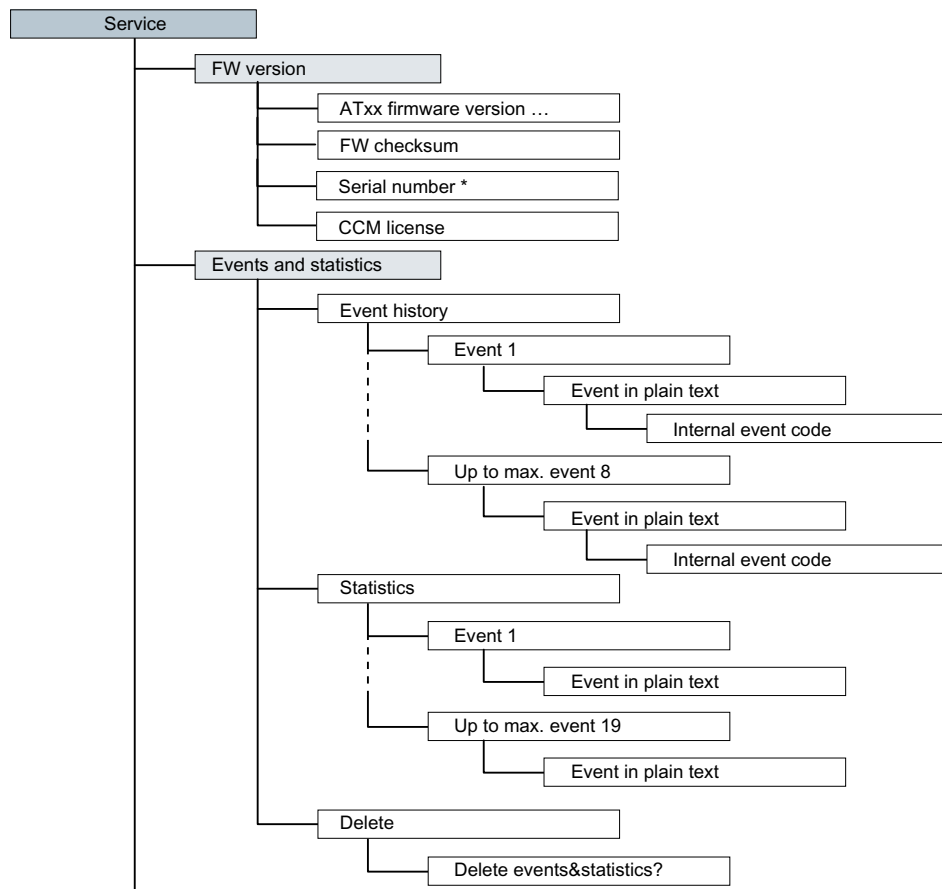 Service
FW version
ATxx firmware version …
FW checksum
Serial number *
CCM license
Events and statistics
Event history
Event 1
Event in plain text
Internal event code
Up to max. event 8
Event in plain text
Internal event code
Statistics
Event 1
Event in plain text
Up to max. event 19
Event in plain text
Delete
Delete events&statistics?